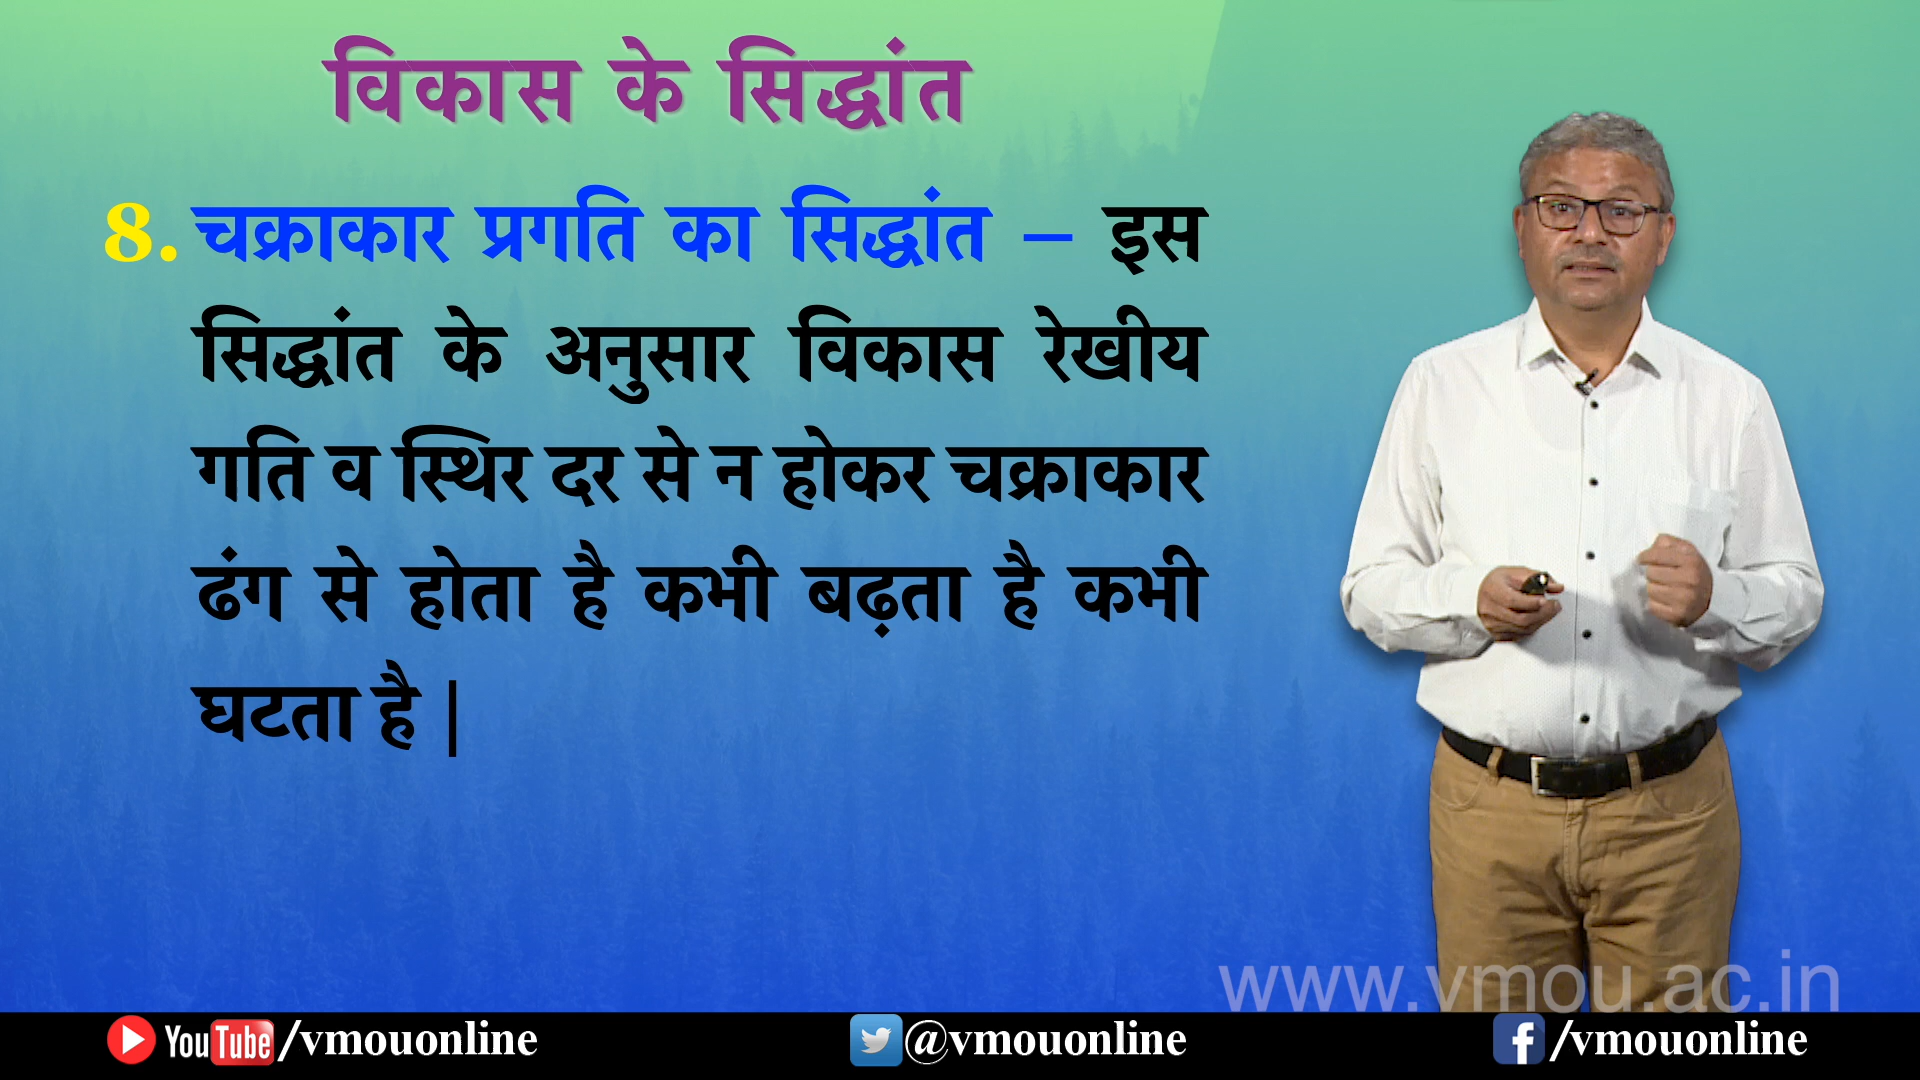 विकास के सिद्धांत
8. चक्राकार प्रगति का सिद्धांत – इस
सिद्धांत के अनुसार विकास रेखीय
गति व स्थिर दर से न होकर चक्राकार
ढंग से होता है कभी बढ़ता है कभी
घटता है |
www.vmou.ac.in
YouTube /vmouonline
@vmouonline
/vmouonline